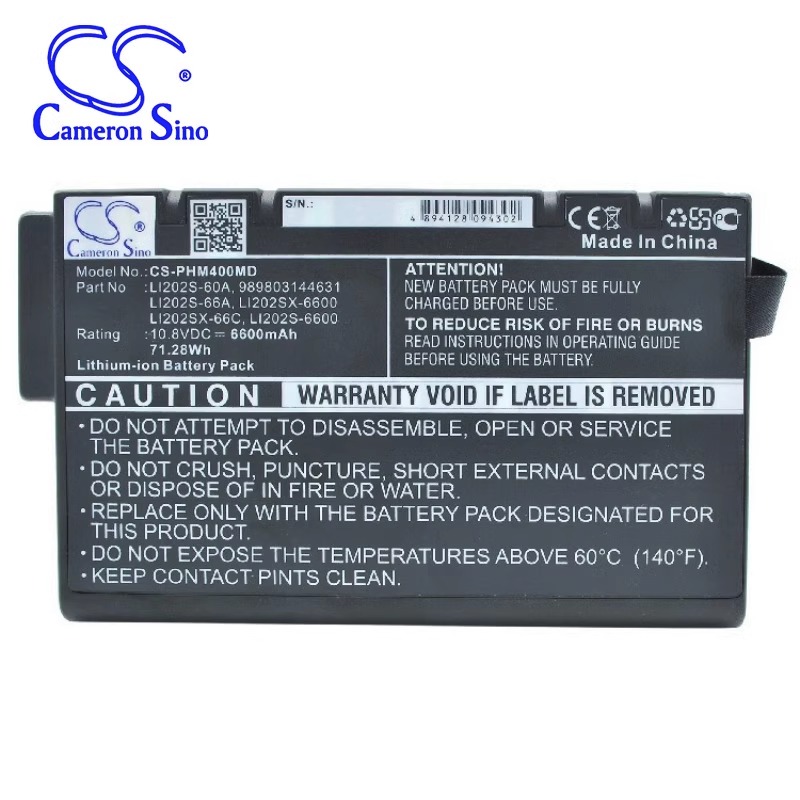 CS
®
Cameron Sino
CS
Cameron Sino
S/N.:
4 894128 094302
CE
PCT
Made In China
Model No.: CS-PHM400MD
Part No : LI202S-60A, 989803144631
LI202S-66A, LI202SX-6600
LI202SX-66C, LI202S-6600
Rating : 10.8VDC⎓ 6600mAh
71.28Wh
Lithium-ion Battery Pack
ATTENTION!
NEW BATTERY PACK MUST BE
CHARGED BEFORE USE.
TO REDUCE RISK OF FIRE OR BURNS
READ INSTRUCTIONS IN OPERATING GUIDE
BEFORE USING THE BATTERY.
CAUTION WARRANTY VOID IF LABEL IS REMOVED
• DO NOT ATTEMPT TO DISASSEMBLE, OPEN OR SERVICE
THE BATTERY PACK.
• DO NOT CRUSH, PUNCTURE, SHORT EXTERNAL CONTACTS
OR DISPOSE OF IN FIRE OR WATER.
• REPLACE ONLY WITH THE BATTERY PACK DESIGNATED FOR
THIS PRODUCT.
• DO NOT EXPOSE THE TEMPERATURES ABOVE 60°C (140°F).
• KEEP CONTACT PINTS CLEAN.